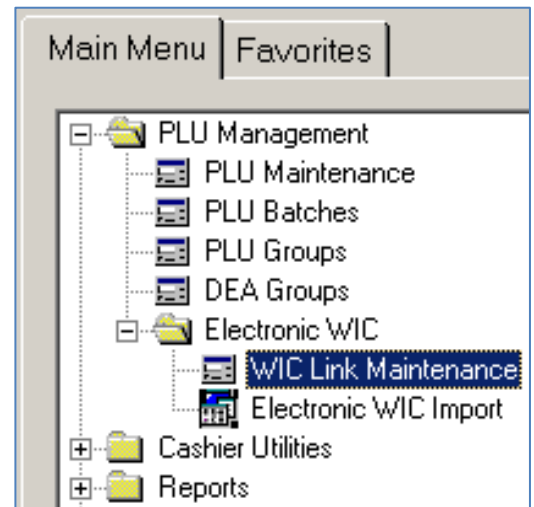 Main Menu Favorites
PLU Management
PLU Maintenance
PLU Batches
PLU Groups
DEA Groups
Electronic WIC
WIC Link Maintenance
Electronic WIC Import
Cashier Utilities
Reports